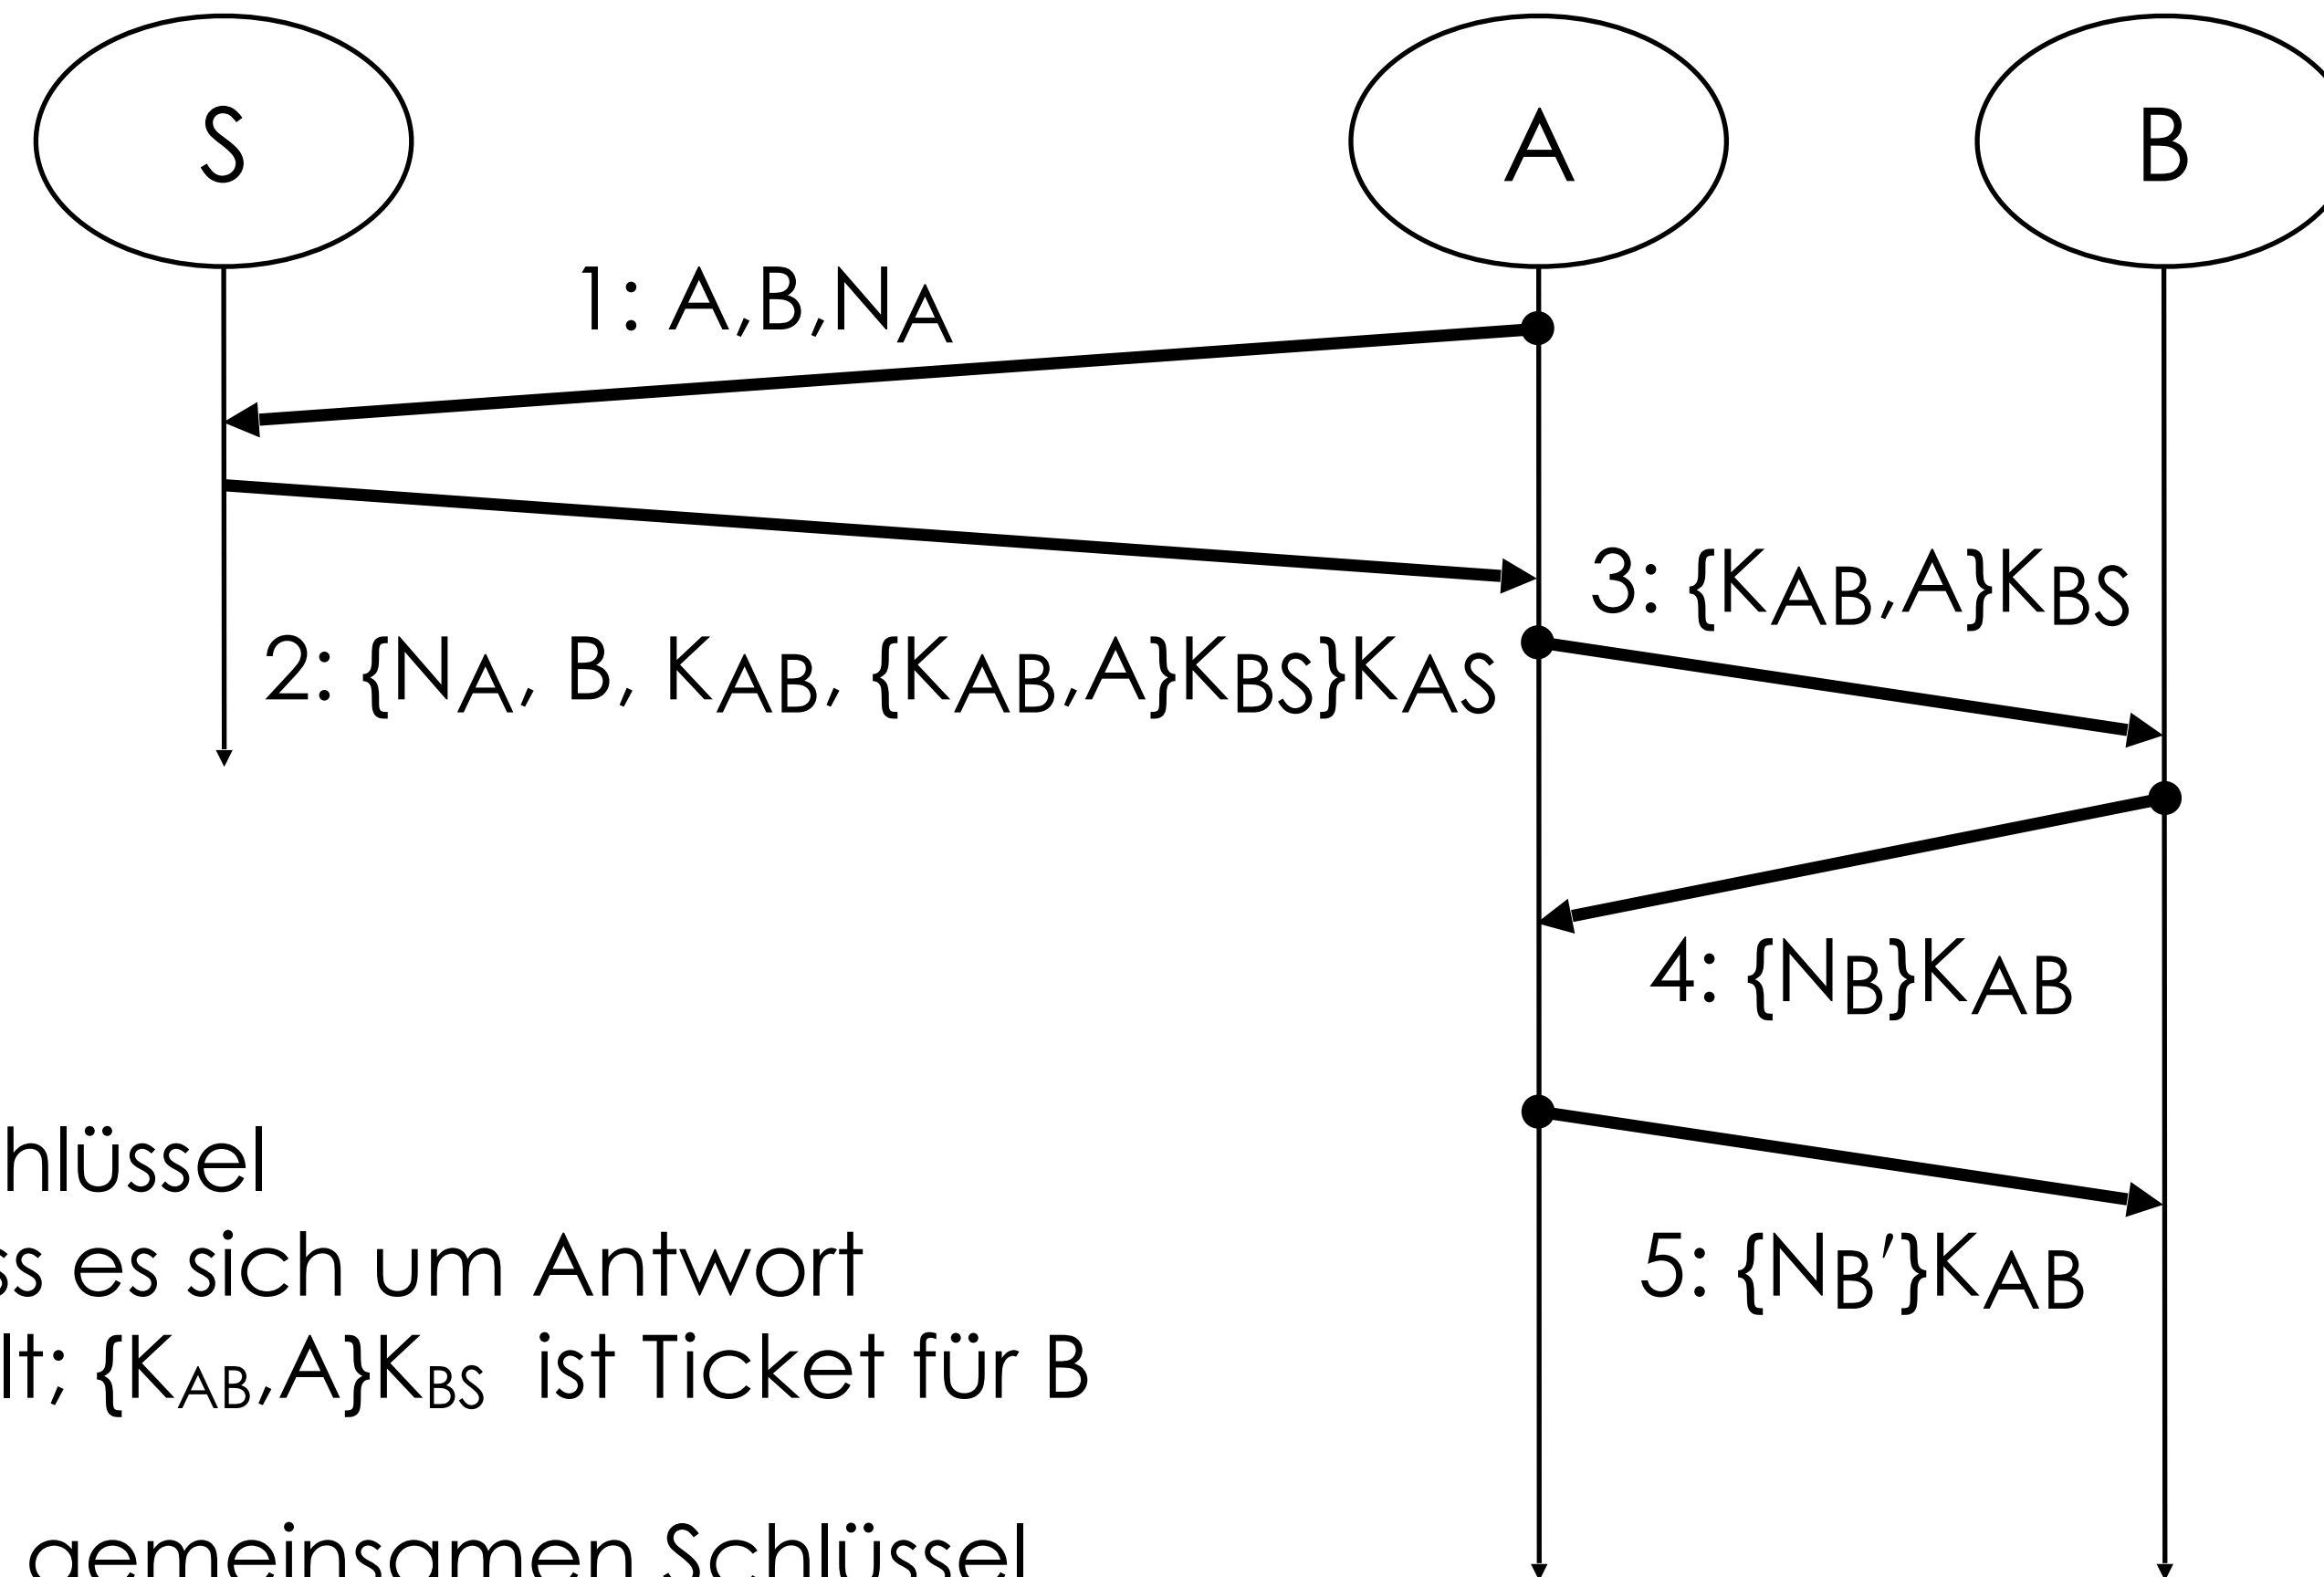 S
A
B
1: A,B,NA
2: {NA, B, KAB, {KAB,A}KBS}KAS
3: {KAB,A}KBS
4: {NB}KAB
5: {NB'}KAB
hlüssel
s es sich um Antwort
lt; {KAB,A}KBS ist Ticket für B
gemeinsamen Schlüssel